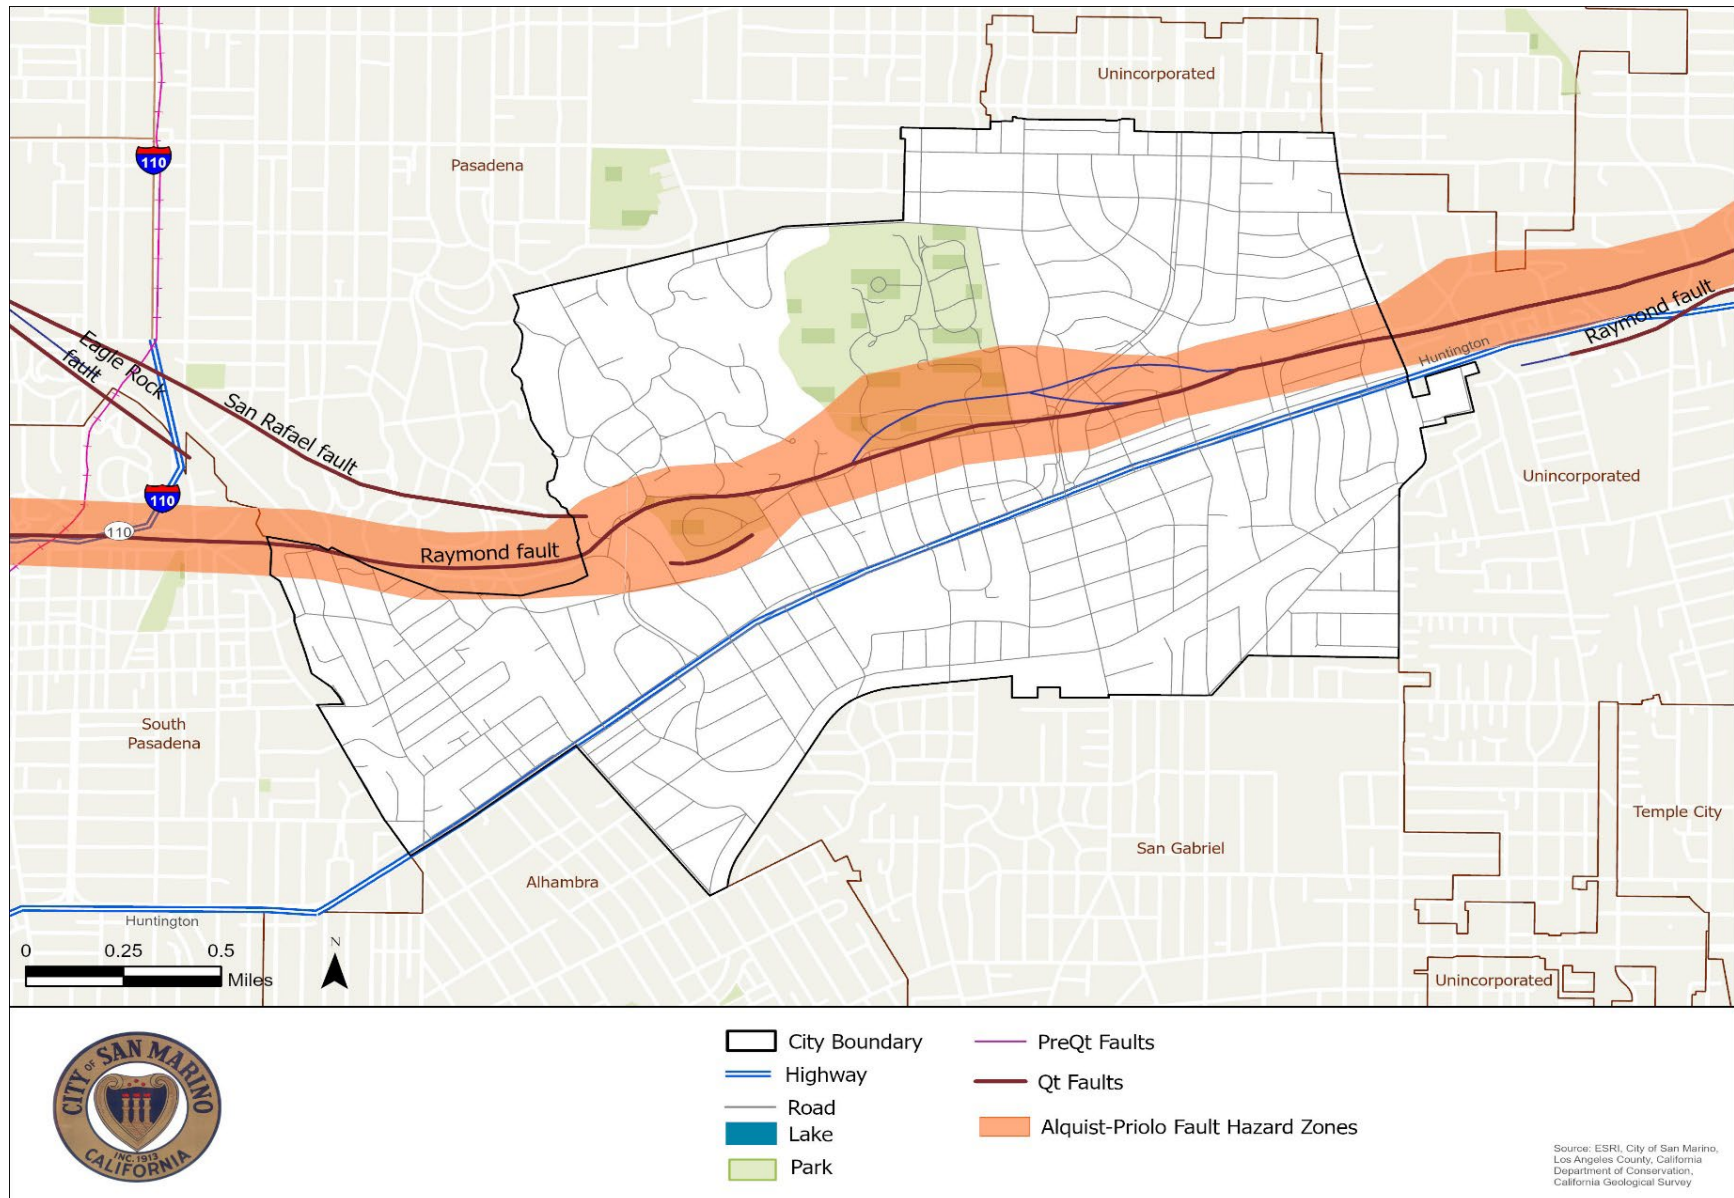 Unincorporated
110
Pasadena
Eagle Rock
fault
San Rafael fault
Raymond fault
Huntington
Unincorporated
110
110
Raymond fault
South
Pasadena
Temple City
San Gabriel
Alhambra
Huntington
N
0 0.25 0.5
Miles
Unincorporated
CITY OF SAN MARINO
INC. 1913
CALIFORNIA
City Boundary
Highway
Road
Lake
Park
PreQt Faults
Qt Faults
Alquist-Priolo Fault Hazard Zones
Source: ESRI, City of San Marino,
Los Angeles County, California
Department of Conservation,
California Geological Survey